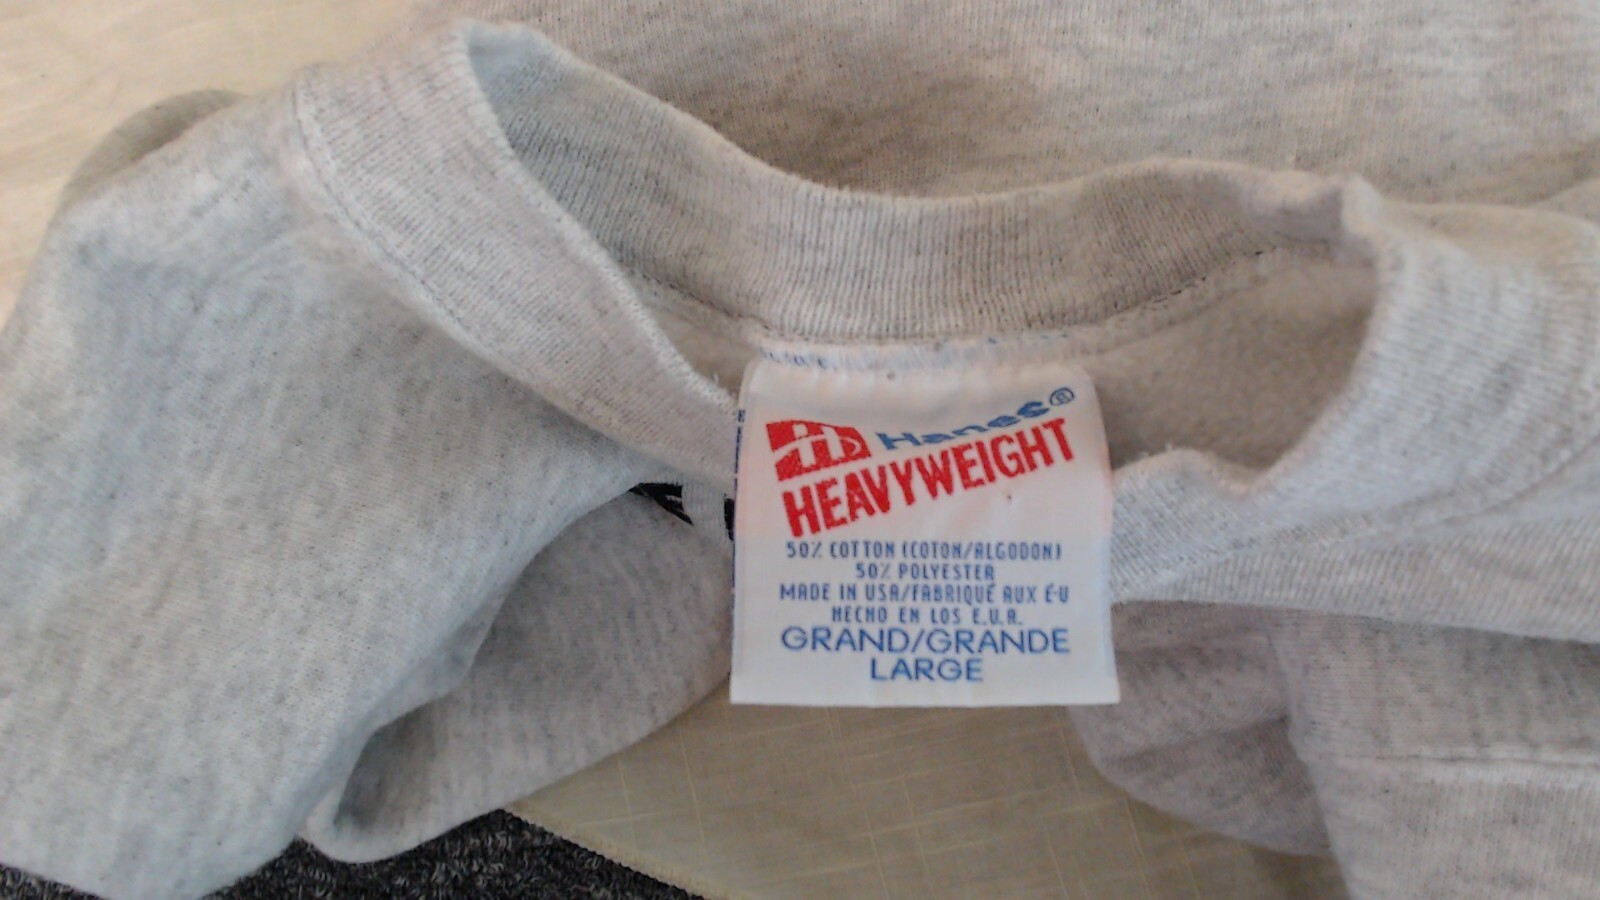 Hanes®
HEAVYWEIGHT
50% COTTON (COTON/ALGODON)
50% POLYESTER
MADE IN USA/FABRIQUÉ AUX É-U
HECHO EN LOS E.U.A.
GRAND/GRANDE
LARGE